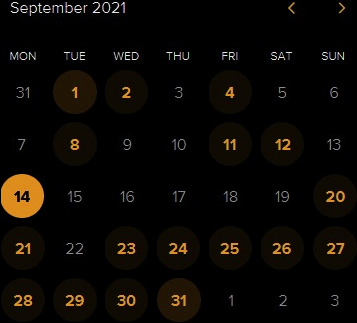 September 2021
MON TUE WED THU FRI SAT SUN
31 1 2 3 4 5 6
7 8 9 10 11 12 13
14 15 16 17 18 19 20
21 22 23 24 25 26 27
28 29 30 31 1 2 3